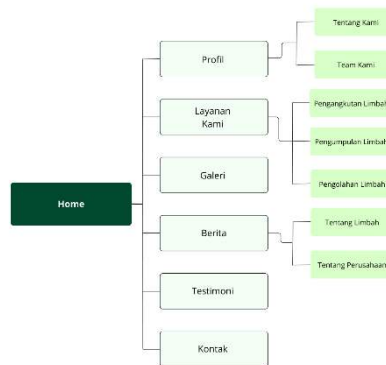 Tentang Kami
Profil
Team Kami
Layanan
Kami
Pengangkutan Limbah
Pengumpulan Limbah
Pengolahan Limbah
Galeri
Home
Berita
Tentang Limbah
Tentang Perusahaan
Testimoni
Kontak